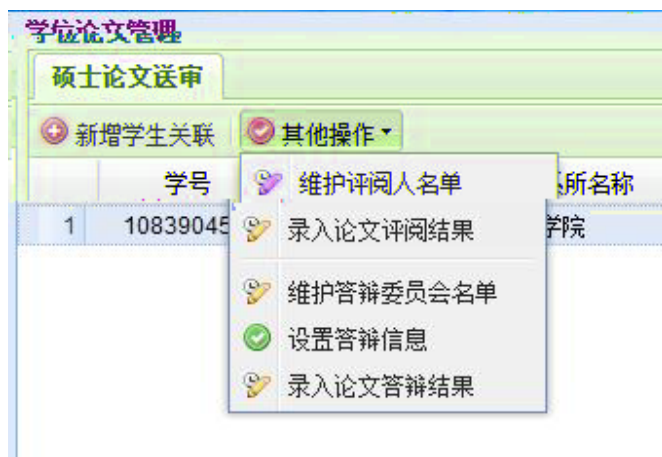 学位论文管理
硕士论文送审
新增学生关联 其他操作
学号 所名称
1 10839045 学院
维护评阅人名单
录入论文评阅结果
维护答辩委员会名单
设置答辩信息
录入论文答辩结果